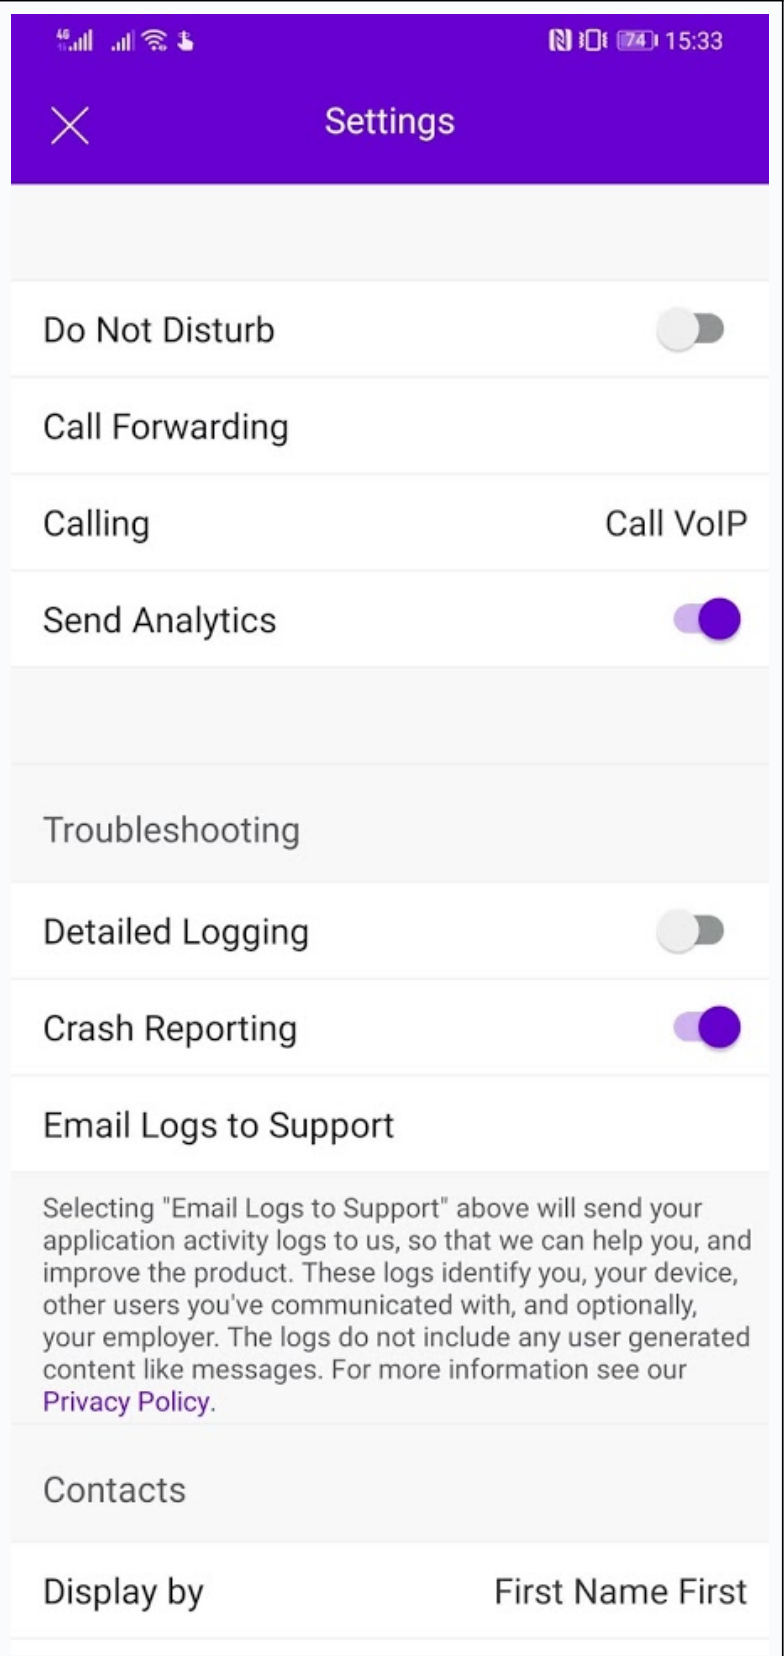 4G 74 15:33
Settings
Do Not Disturb
Call Forwarding
Calling Call VoIP
Send Analytics
Troubleshooting
Detailed Logging
Crash Reporting
Email Logs to Support
Selecting "Email Logs to Support" above will send your
application activity logs to us, so that we can help you, and
improve the product. These logs identify you, your device,
other users you've communicated with, and optionally,
your employer. The logs do not include any user generated
content like messages. For more information see our
Privacy Policy.
Contacts
Display by First Name First